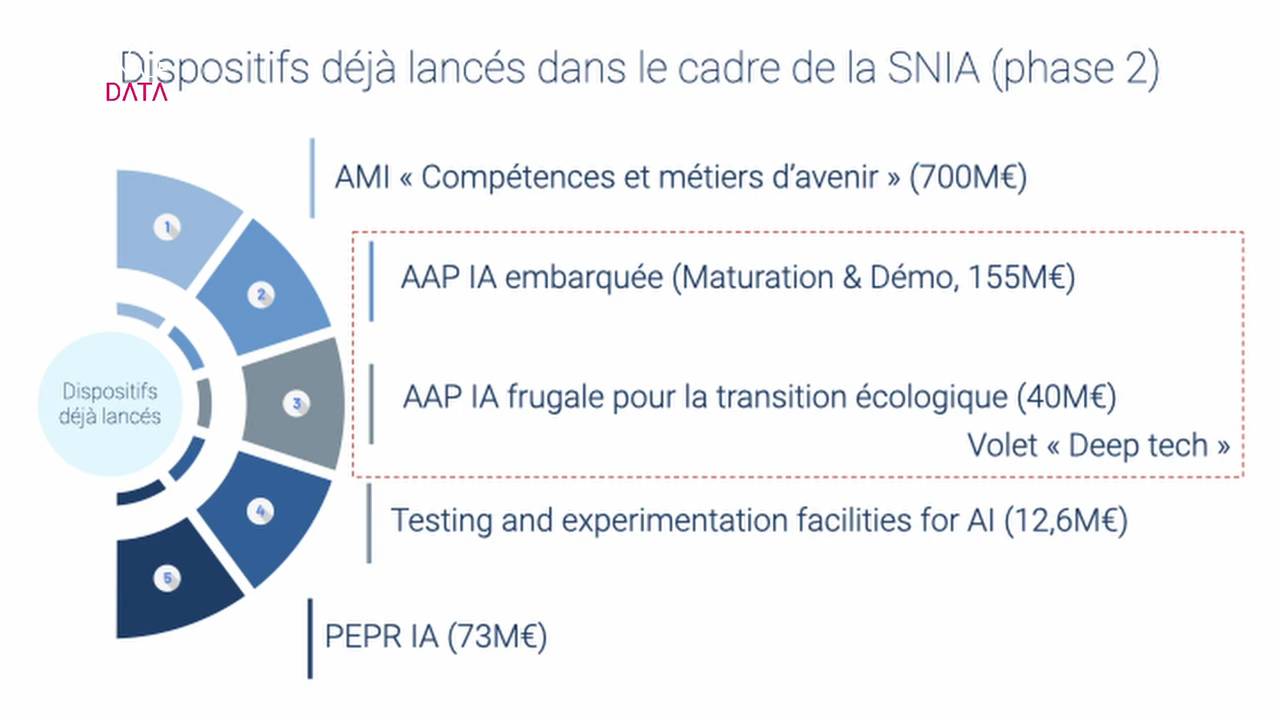 Dispositifs déjà lancés dans le cadre de la SNIA (phase 2)
DATA
AMI « Compétences et métiers d’avenir » (700M€)
1
AAP IA embarquée (Maturation & Démo, 155M€)
2
Dispositifs
déjà lancés
3
AAP IA frugale pour la transition écologique (40M€)
Volet « Deep tech »
4
Testing and experimentation facilities for AI (12,6M€)
5
PEPR IA (73M€)